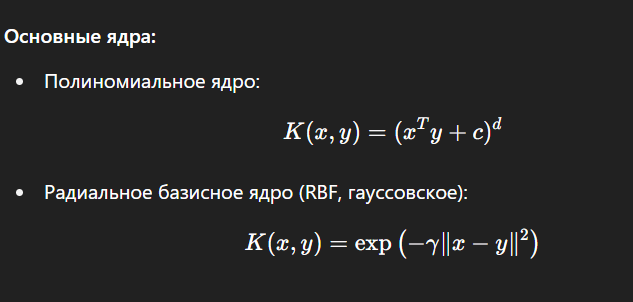 Основные ядра:
• Полиномиальное ядро:
K(x, y) = (x^T y + c)^d
• Радиальное базисное ядро (RBF, гауссовское):
K(x, y) = exp (−γ‖x − y‖²)